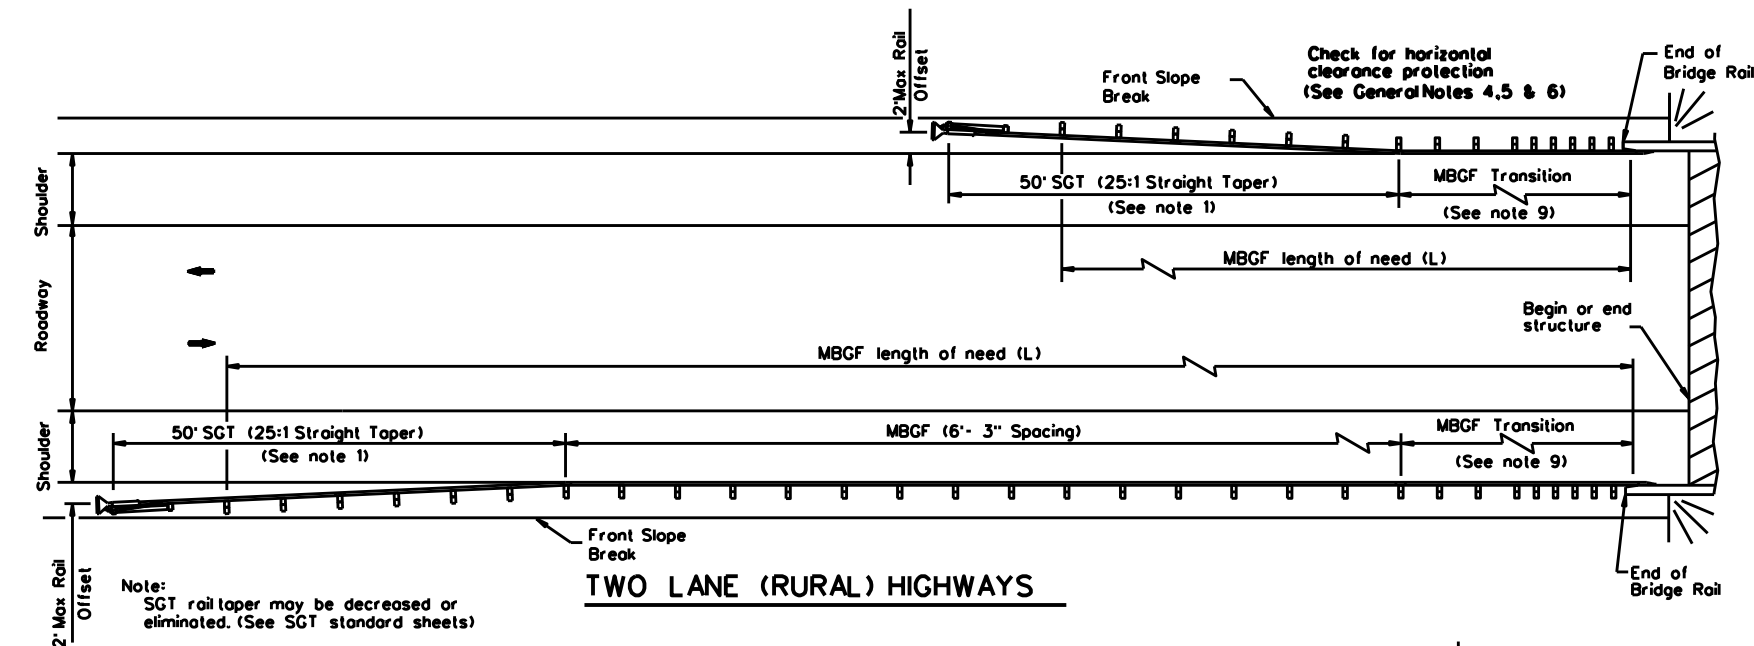 2' Max Rail
Offset
Front Slope
Break
Check for horizontal
clearance protection
(See General Notes 4,5 & 6)
End of
Bridge Rail
Shoulder
50' SGT (25:1 Straight Taper)
(See note 1)
MBGF Transition
(See note 9)
MBGF length of need (L)
Roadway
Begin or end
structure
MBGF length of need (L)
Shoulder
50' SGT (25:1 Straight Taper)
(See note 1)
MBGF (6'- 3" Spacing)
MBGF Transition
(See note 9)
Front Slope
Break
2' Max Rail
Offset
Note:
SGT rail taper may be decreased or
eliminated. (See SGT standard sheets)
TWO LANE (RURAL) HIGHWAYS
End of
Bridge Rail